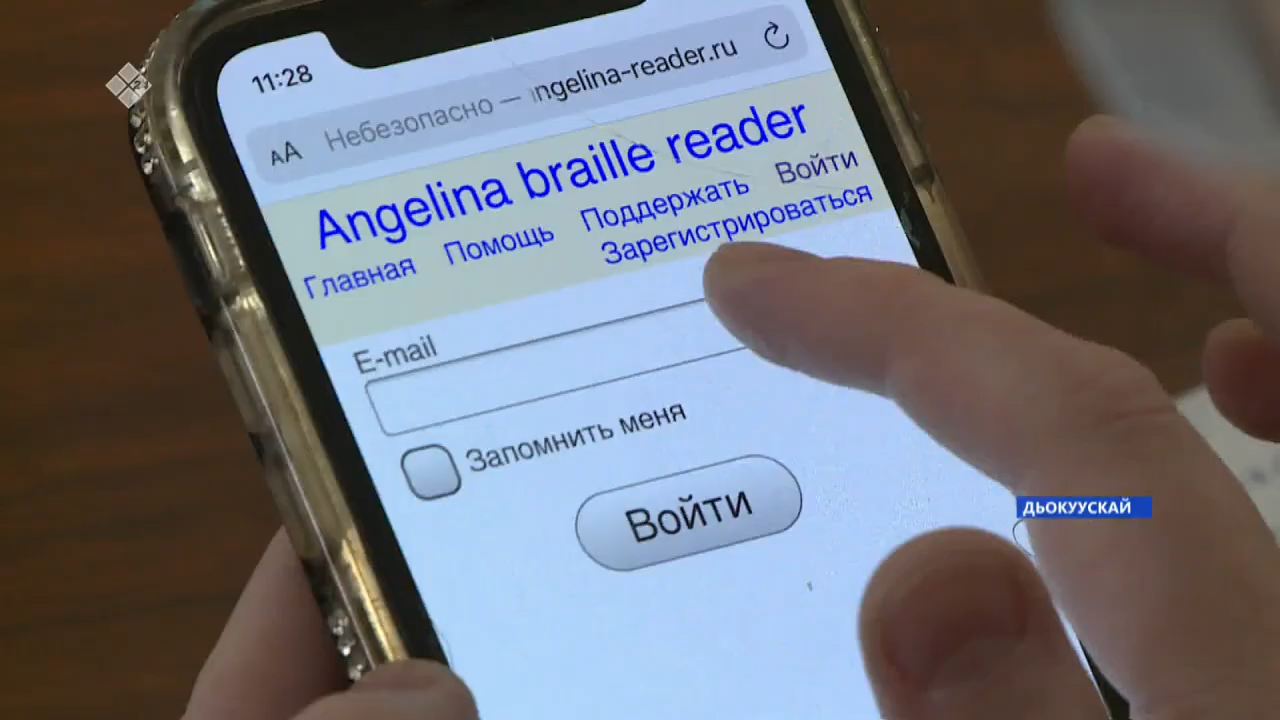 11:28
AA Небезопасно — ngelina-reader.ru
Angelina braille reader
Главная Помощь Поддержать Войти
Зарегистрироваться
E-mail
Запомнить меня
Войти
ДЬОКУУСКАЙ